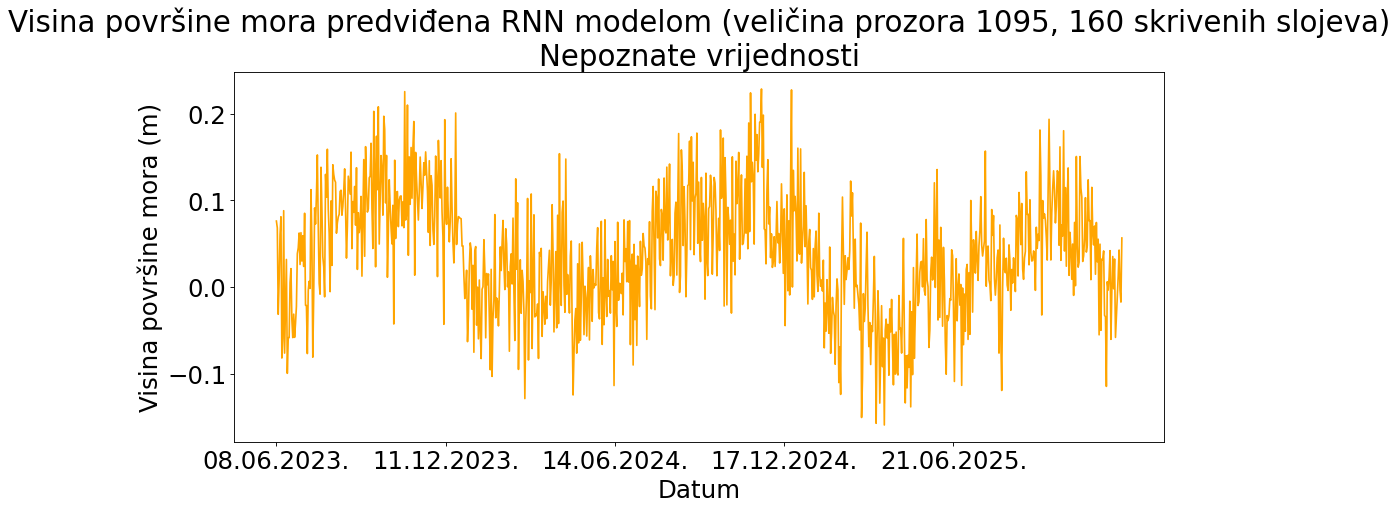 Visina površine mora predviđena RNN modelom (veličina prozora 1095, 160 skrivenih slojeva)
Nepoznate vrijednosti
Visina površine mora (m)
0.2
0.1
0.0
−0.1
08.06.2023. 11.12.2023. 14.06.2024. 17.12.2024. 21.06.2025.
Datum